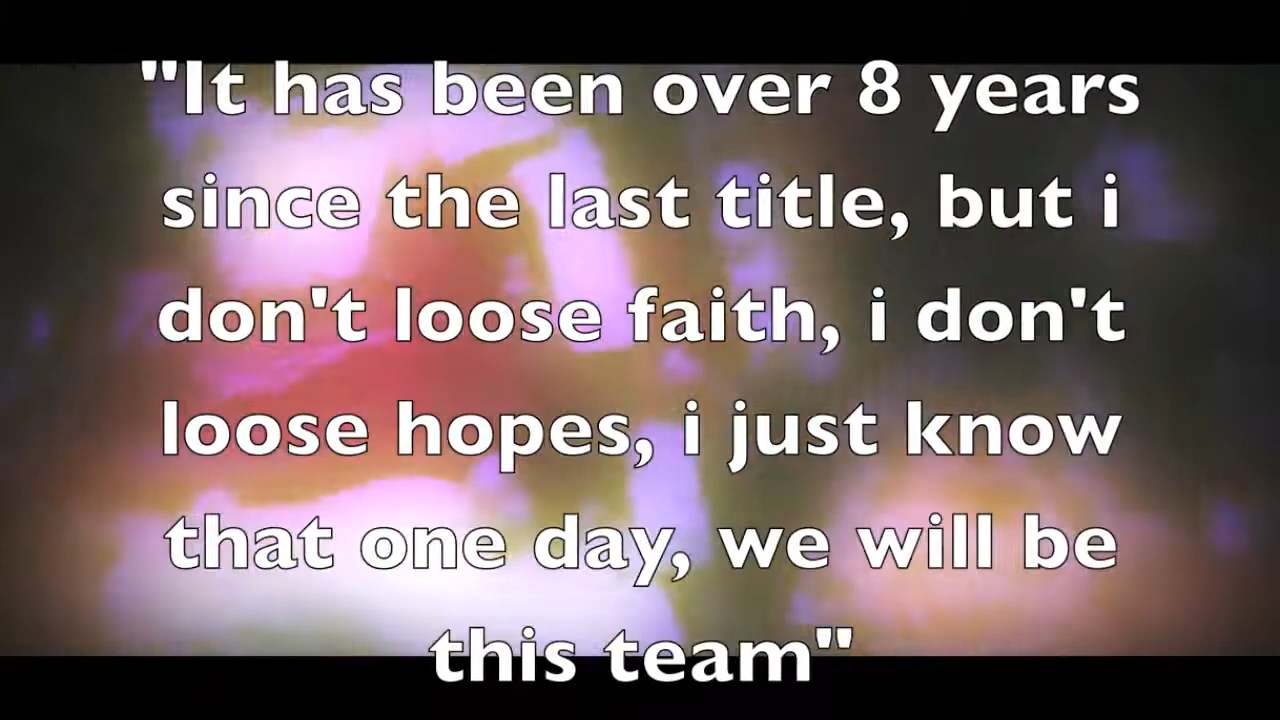 "It has been over 8 years
since the last title, but i
don't loose faith, i don't
loose hopes, i just know
that one day, we will be
this team"